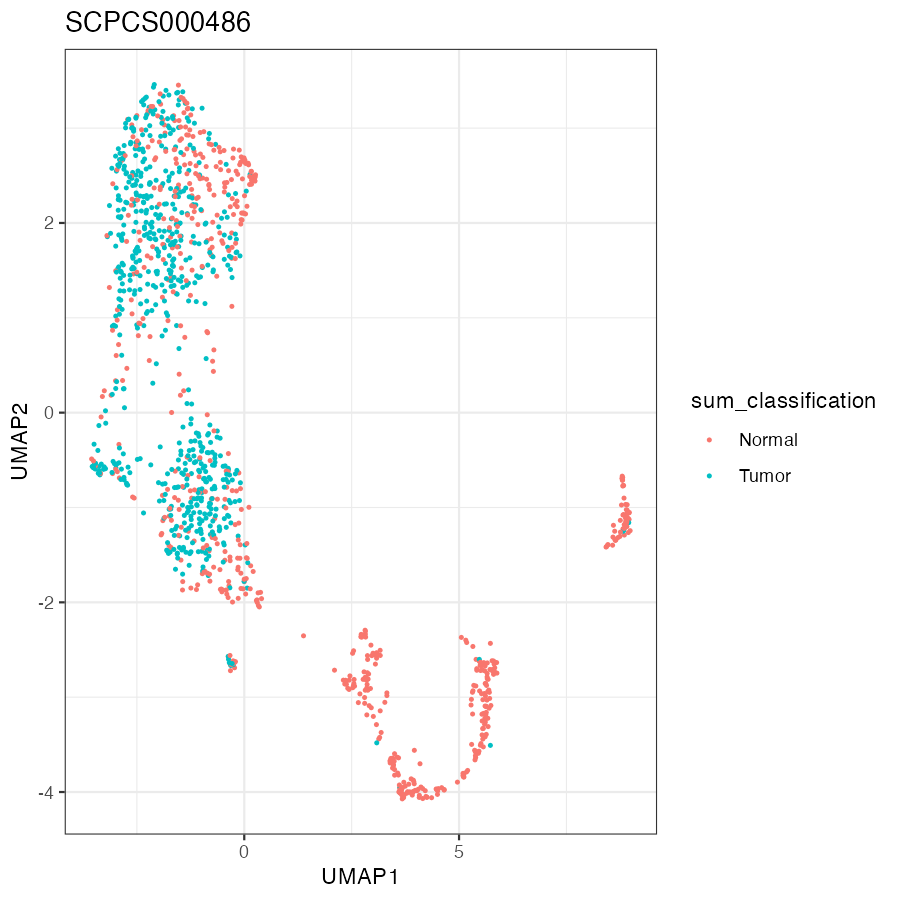 SCPCS000486
2
0
-2
-4
0 5
UMAP1
UMAP2
sum_classification
Normal
Tumor